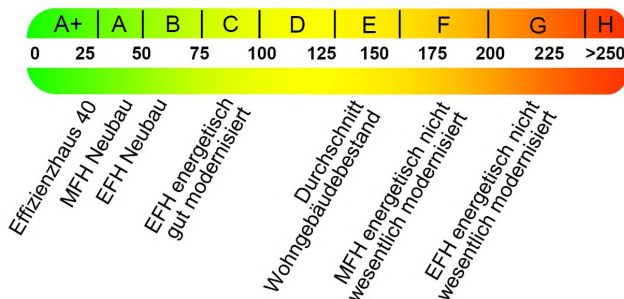 A+ A B C D E F G H
0 25 50 75 100 125 150 175 200 225 >250
Effizienzhaus 40
MFH Neubau
EFH Neubau
EFH energetisch
gut modernisiert
Durchschnitt
Wohngebäudebestand
MFH energetisch nicht
wesentlich modernisiert
EFH energetisch nicht
wesentlich modernisiert